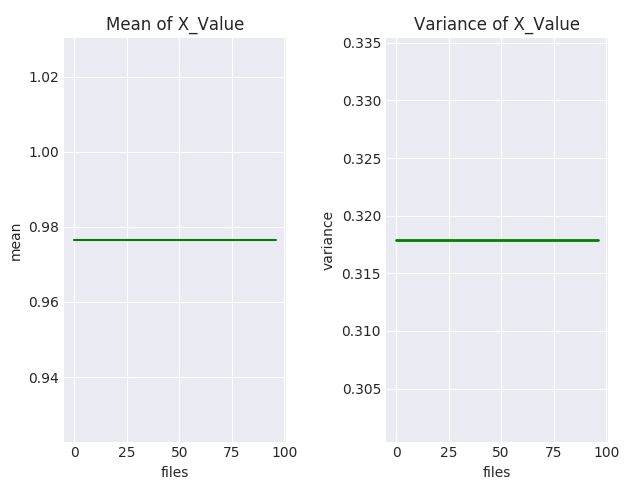 Mean of X_Value
1.02
1.00
0.98
0.96
0.94
mean
0 25 50 75 100
files
Variance of X_Value
0.335
0.330
0.325
0.320
0.315
0.310
0.305
variance
0 25 50 75 100
files